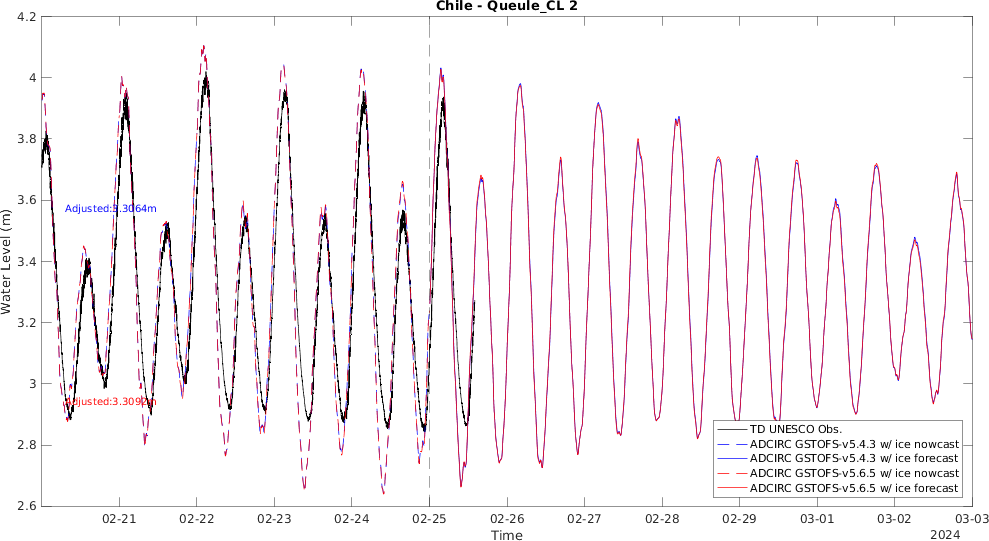 Chile - Queule_CL 2
4.2
4
3.8
3.6
3.4
3.2
3
2.8
2.6
Water Level (m)
Adjusted:3.3064m
Adjusted:3.3092m
TD UNESCO Obs.
ADCIRC GSTOFS-v5.4.3 w/ ice nowcast
ADCIRC GSTOFS-v5.4.3 w/ ice forecast
ADCIRC GSTOFS-v5.6.5 w/ ice nowcast
ADCIRC GSTOFS-v5.6.5 w/ ice forecast
02-21 02-22 02-23 02-24 02-25 02-26 02-27 02-28 02-29 03-01 03-02 03-03
Time
2024